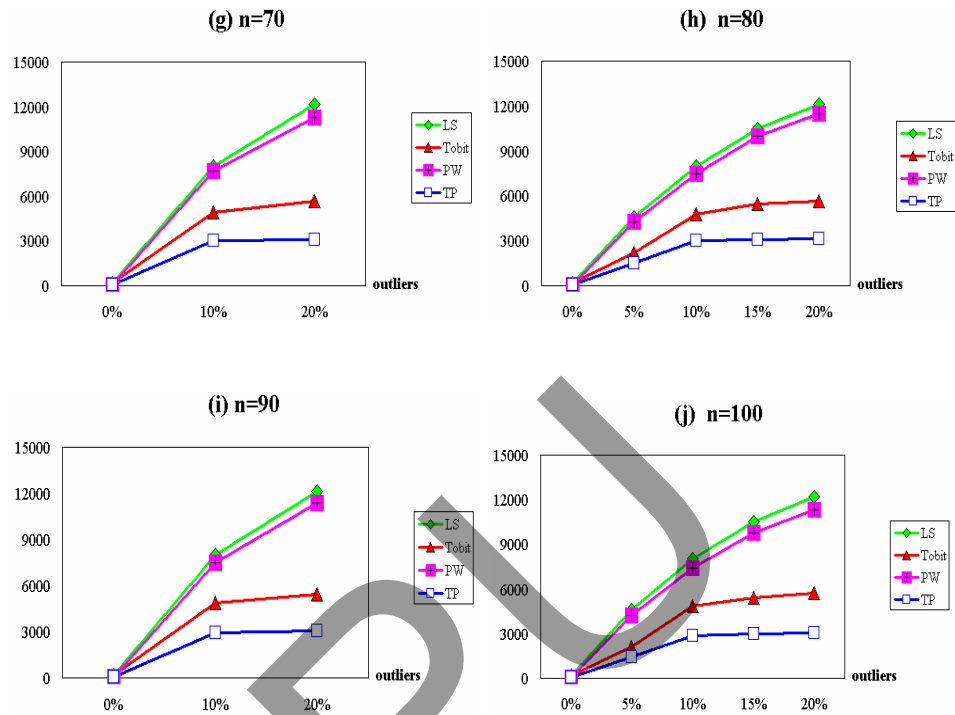 (g) n=70
15000
12000
9000
6000
3000
0
0%
10%
20%
outliers
LS
Tobit
PW
TP
(h) n=80
15000
12000
9000
6000
3000
0
0%
5%
10%
15%
20%
outliers
LS
Tobit
PW
TP
(i) n=90
15000
12000
9000
6000
3000
0
0%
10%
20%
outliers
LS
Tobit
PW
TP
(j) n=100
15000
12000
9000
6000
3000
0
0%
5%
10%
15%
20%
outliers
LS
Tobit
PW
TP